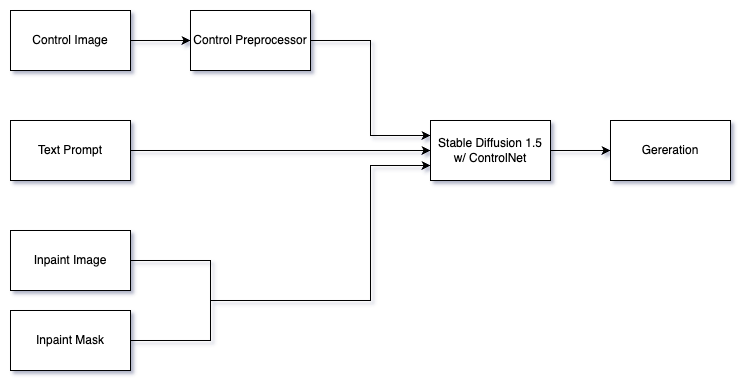 Control Image
Control Preprocessor
Text Prompt
Stable Diffusion 1.5
w/ ControlNet
Gereration
Inpaint Image
Inpaint Mask